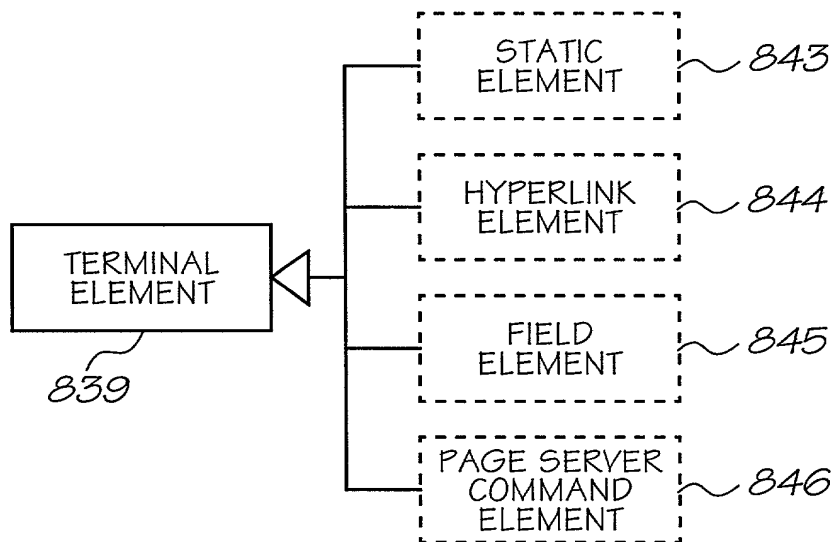 STATIC
ELEMENT
843
HYPERLINK
ELEMENT
844
TERMINAL
ELEMENT
839
FIELD
ELEMENT
845
PAGE SERVER
COMMAND
ELEMENT
846